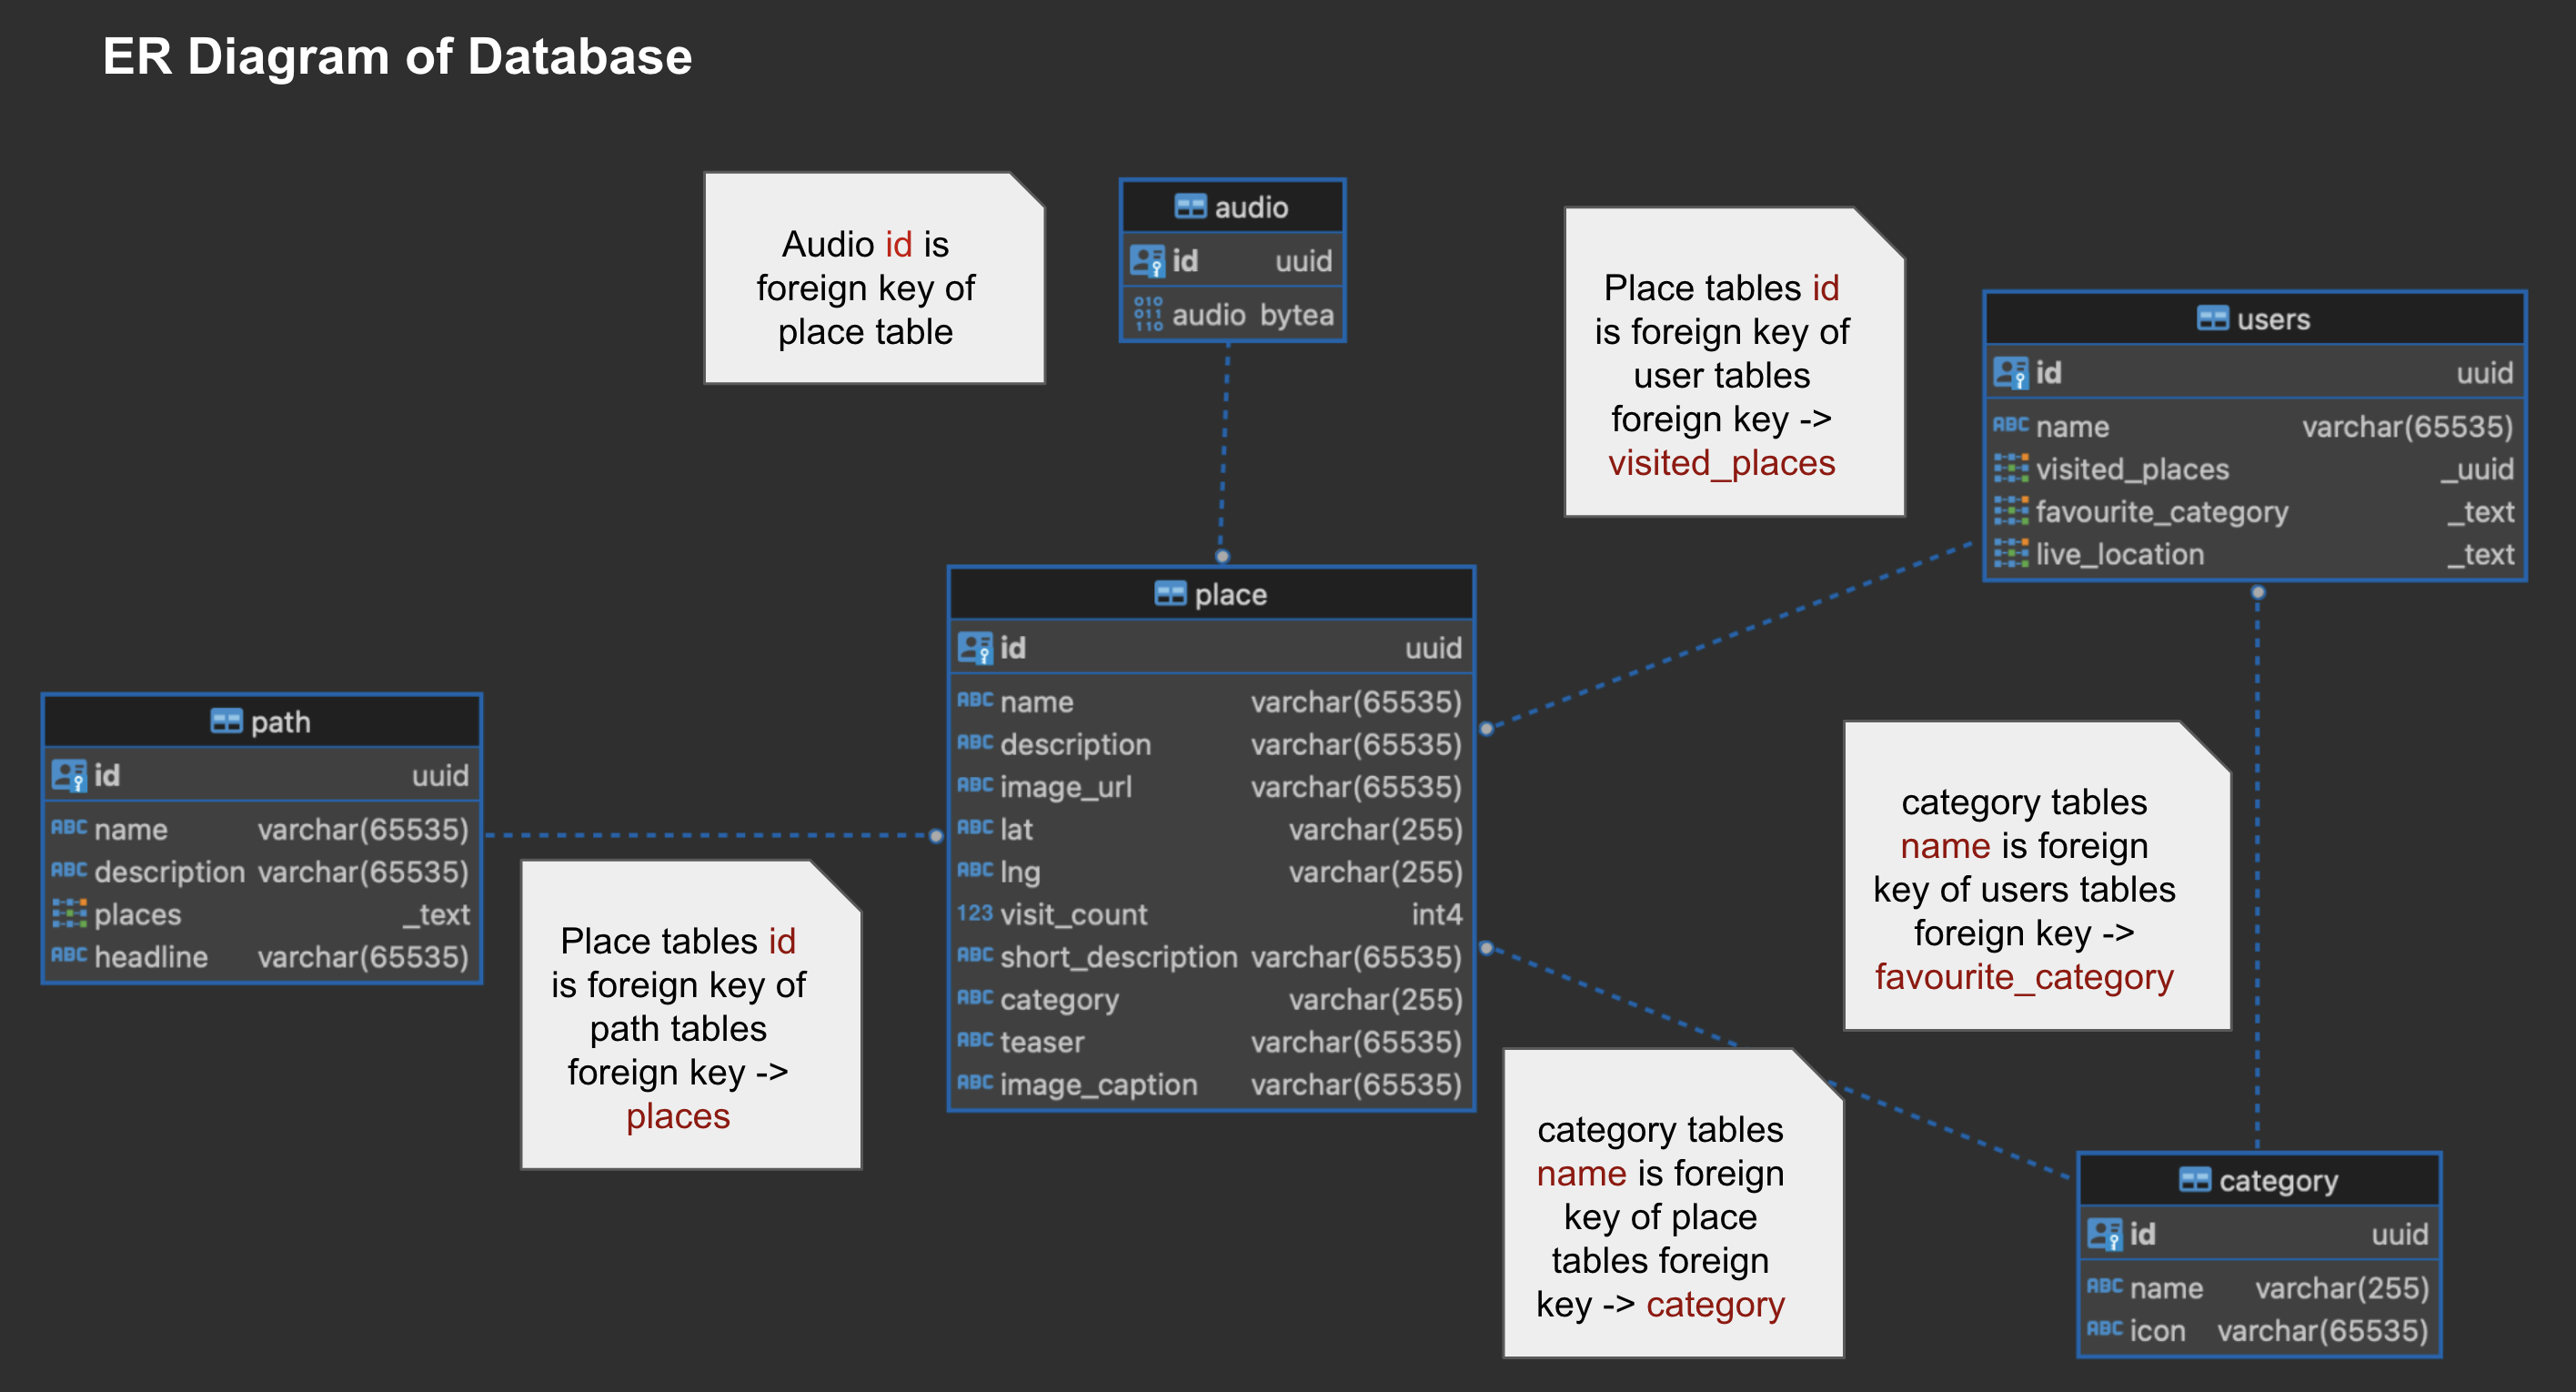 ER Diagram of Database
Audio id is
foreign key of
place table
audio
id uuid
audio bytea
Place tables id
is foreign key of
user tables
foreign key ->
visited_places
users
id uuid
name varchar(65535)
visited_places _uuid
favourite_category _text
live_location _text
place
id uuid
name varchar(65535)
description varchar(65535)
image_url varchar(65535)
lat varchar(255)
lng varchar(255)
visit_count int4
short_description varchar(65535)
category varchar(255)
teaser varchar(65535)
image_caption varchar(65535)
path
id uuid
name varchar(65535)
description varchar(65535)
places _text
headline varchar(65535)
Place tables id
is foreign key of
path tables
foreign key ->
places
category tables
name is foreign
key of users tables
foreign key ->
favourite_category
category tables
name is foreign
key of place
tables foreign
key -> category
category
id uuid
name varchar(255)
icon varchar(65535)